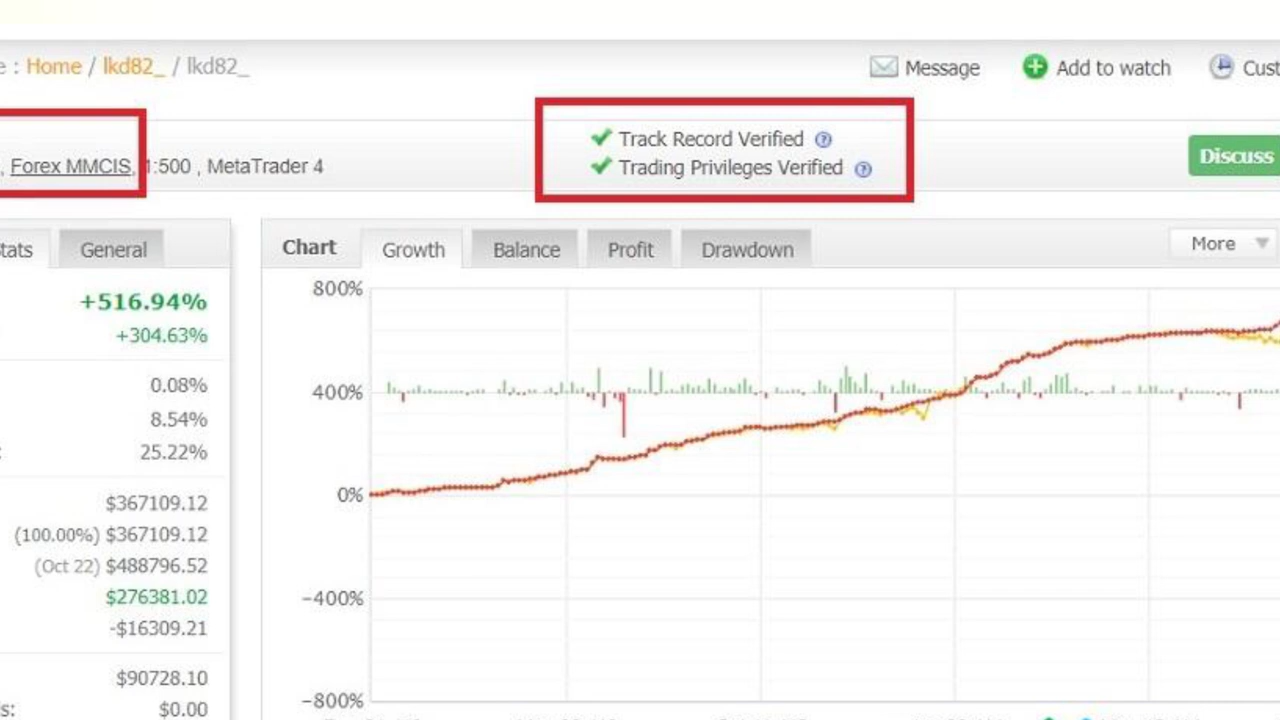 e : Home / lkd82_ / lkd82_
Message
Add to watch
Cust
, Forex MMCIS, 1:500 , MetaTrader 4
Track Record Verified
Trading Privileges Verified
Discuss
tats
General
Chart
Growth
Balance
Profit
Drawdown
More
+516.94%
+304.63%
0.08%
8.54%
: 25.22%
$367109.12
(100.00%) $367109.12
(Oct 22) $488796.52
$276381.02
-$16309.21
$90728.10
s: $0.00
800%
400%
0%
-400%
-800%